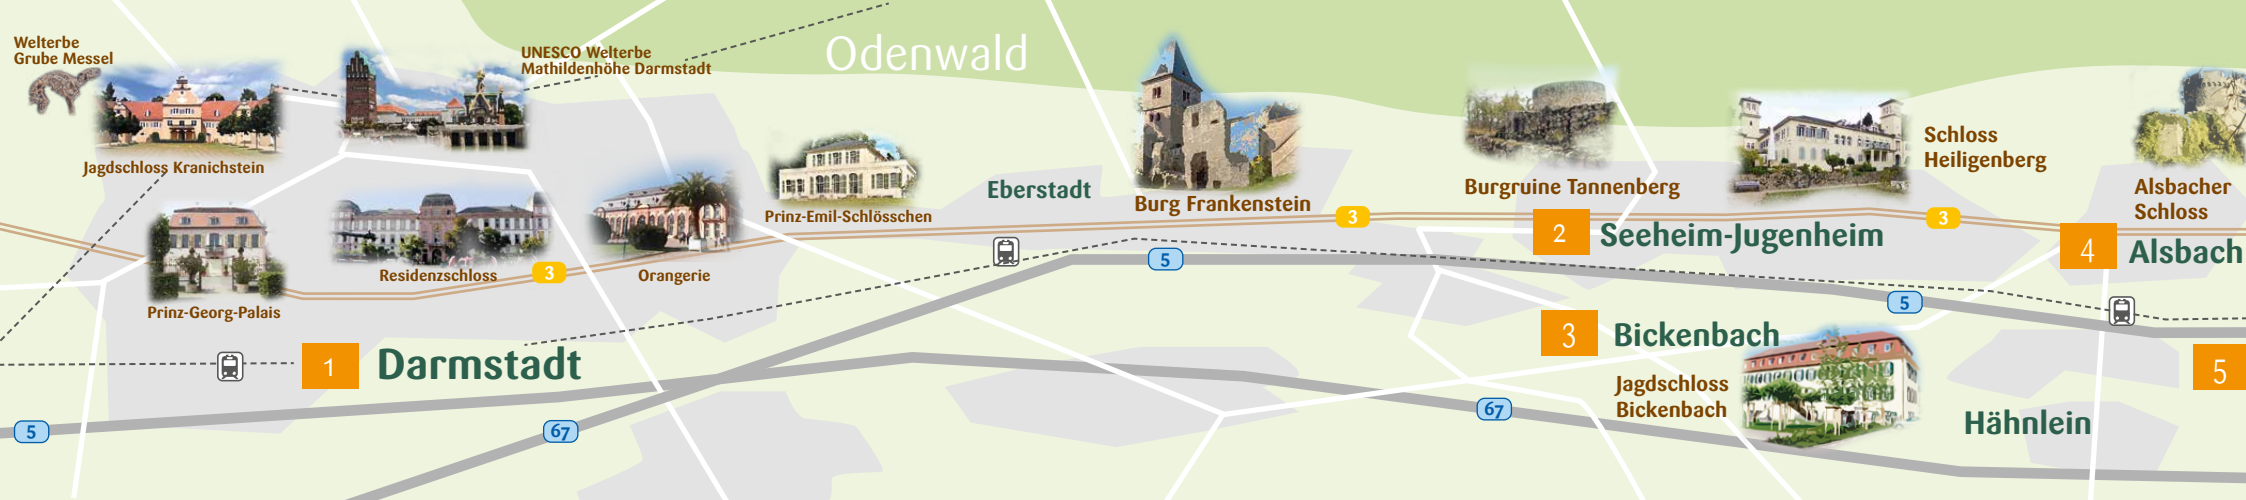 Welterbe
Grube Messel
UNESCO Welterbe
Mathildenhöhe Darmstadt
Odenwald
Jagdschloss Kranichstein
Schloss
Heiligenberg
Eberstadt
Burg Frankenstein
Burgruine Tannenberg
Alsbacher
Schloss
Prinz-Emil-Schlösschen
3
3
2 Seeheim-Jugenheim
4 Alsbach
Residenzschloss
3
Orangerie
5
5
Prinz-Georg-Palais
3 Bickenbach
1 Darmstadt
5
Jagdschloss
Bickenbach
67
Hähnlein
5
67